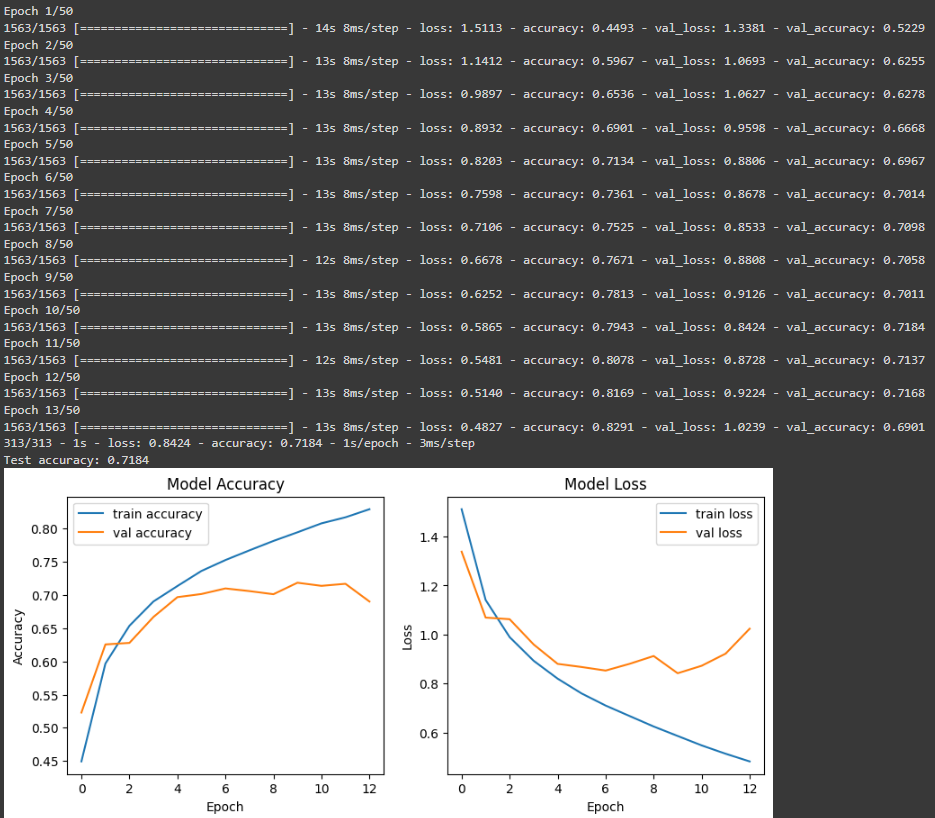 Epoch 1/50
1563/1563 [==============================] - 14s 8ms/step - loss: 1.5113 - accuracy: 0.4493 - val_loss: 1.3381 - val_accuracy: 0.5229
Epoch 2/50
1563/1563 [==============================] - 13s 8ms/step - loss: 1.1412 - accuracy: 0.5967 - val_loss: 1.0693 - val_accuracy: 0.6255
Epoch 3/50
1563/1563 [==============================] - 13s 8ms/step - loss: 0.9897 - accuracy: 0.6536 - val_loss: 1.0627 - val_accuracy: 0.6278
Epoch 4/50
1563/1563 [==============================] - 13s 8ms/step - loss: 0.8932 - accuracy: 0.6901 - val_loss: 0.9598 - val_accuracy: 0.6668
Epoch 5/50
1563/1563 [==============================] - 13s 8ms/step - loss: 0.8203 - accuracy: 0.7134 - val_loss: 0.8806 - val_accuracy: 0.6967
Epoch 6/50
1563/1563 [==============================] - 13s 8ms/step - loss: 0.7598 - accuracy: 0.7361 - val_loss: 0.8678 - val_accuracy: 0.7014
Epoch 7/50
1563/1563 [==============================] - 13s 8ms/step - loss: 0.7106 - accuracy: 0.7525 - val_loss: 0.8533 - val_accuracy: 0.7098
Epoch 8/50
1563/1563 [==============================] - 12s 8ms/step - loss: 0.6678 - accuracy: 0.7671 - val_loss: 0.8808 - val_accuracy: 0.7058
Epoch 9/50
1563/1563 [==============================] - 13s 8ms/step - loss: 0.6252 - accuracy: 0.7813 - val_loss: 0.9126 - val_accuracy: 0.7011
Epoch 10/50
1563/1563 [==============================] - 13s 8ms/step - loss: 0.5865 - accuracy: 0.7943 - val_loss: 0.8424 - val_accuracy: 0.7184
Epoch 11/50
1563/1563 [==============================] - 12s 8ms/step - loss: 0.5481 - accuracy: 0.8078 - val_loss: 0.8728 - val_accuracy: 0.7137
Epoch 12/50
1563/1563 [==============================] - 13s 8ms/step - loss: 0.5140 - accuracy: 0.8169 - val_loss: 0.9224 - val_accuracy: 0.7168
Epoch 13/50
1563/1563 [==============================] - 13s 8ms/step - loss: 0.4827 - accuracy: 0.8291 - val_loss: 1.0239 - val_accuracy: 0.6901
313/313 - 1s - loss: 0.8424 - accuracy: 0.7184 - 1s/epoch - 3ms/step
Test accuracy: 0.7184
Model Accuracy
train accuracy
val accuracy
0.80
0.75
0.70
0.65
0.60
0.55
0.50
0.45
Accuracy
0 2 4 6 8 10 12
Epoch
Model Loss
train loss
val loss
1.4
1.2
1.0
0.8
0.6
Loss
0 2 4 6 8 10 12
Epoch